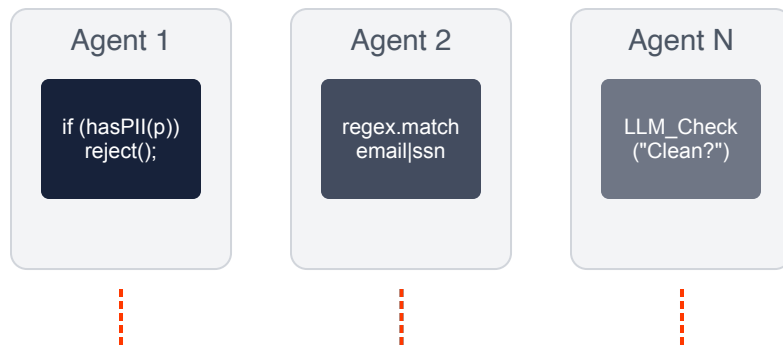 Agent 1
if (hasPII(p))
reject();
Agent 2
regex.match
email|ssn
Agent N
LLM_Check
("Clean?")